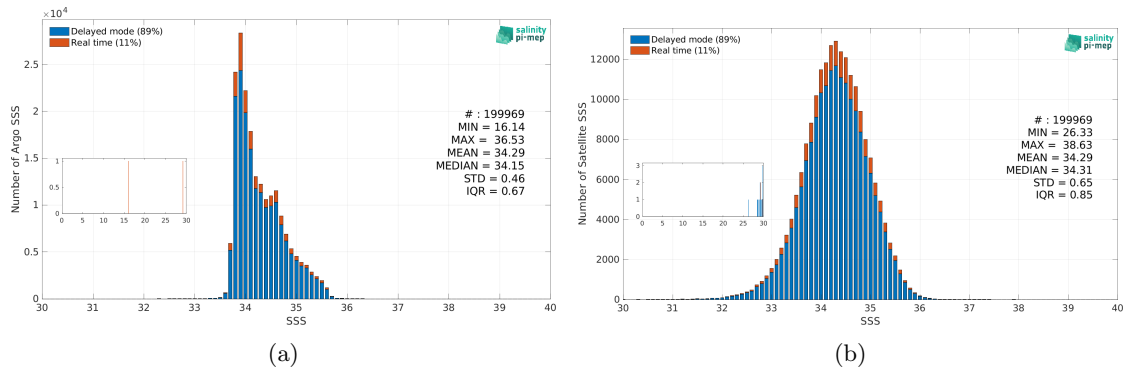 ×10⁴
Delayed mode (89%)
Real time (11%)
salinity
pi-mep
# : 199969
MIN = 16.14
MAX = 36.53
MEAN = 34.29
MEDIAN = 34.15
STD = 0.46
IQR = 0.67
Number of Argo SSS
2.5
2
1.5
1
0.5
0
1
0.5
0
0 5 10 15 20 25 30
30 31 32 33 34 35 36 37 38 39 40
SSS
(a)
Delayed mode (89%)
Real time (11%)
salinity
pi-mep
# : 199969
MIN = 26.33
MAX = 38.63
MEAN = 34.29
MEDIAN = 34.31
STD = 0.65
IQR = 0.85
Number of Satellite SSS
12000
10000
8000
6000
4000
2000
0
3
2
1
0
0 5 10 15 20 25 30
30 31 32 33 34 35 36 37 38 39 40
SSS
(b)